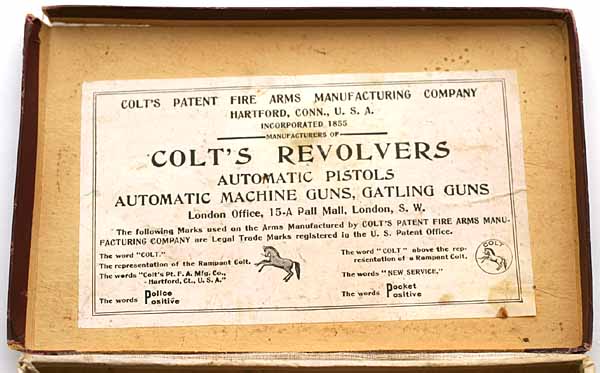 COLT'S PATENT FIRE ARMS MANUFACTURING COMPANY
HARTFORD, CONN., U. S. A.
INCORPORATED 1855
MANUFACTURERS OF
COLT'S REVOLVERS
AUTOMATIC PISTOLS
AUTOMATIC MACHINE GUNS, GATLING GUNS
London Office, 15-A Pall Mall, London, S. W.
The following Marks used on the Arms Manufactured by COLT'S PATENT FIRE ARMS MANU-
FACTURING COMPANY are Legal Trade Marks registered in the U. S. Patent Office.
The word "COLT."
The representation of the Rampant Colt.
The words "Colt's Pt. F. A. Mfg. Co.,
- Hartford, Ct., U. S. A."
The words Police Positive
The word "COLT" above the rep-
resentation of a Rampant Colt.
COLT
The words "NEW SERVICE."
The words Pocket Positive